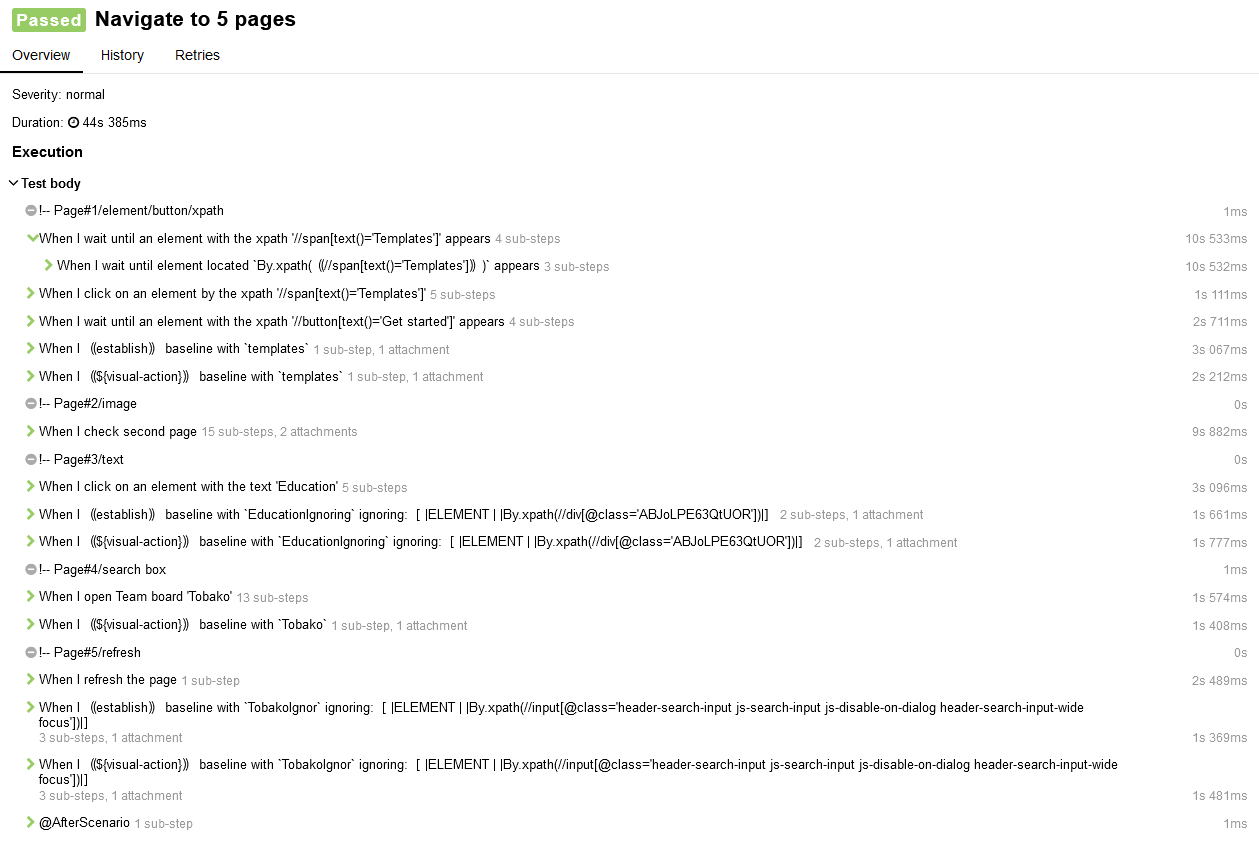 Passed Navigate to 5 pages
Overview History Retries
Severity: normal
Duration: 44s 385ms
Execution
Test body
!-- Page#1/element/button/xpath 1ms
When I wait until an element with the xpath '//span[text()='Templates']' appears 4 sub-steps 10s 533ms
When I wait until element located `By.xpath( ((//span[text()='Templates'])) )` appears 3 sub-steps 10s 532ms
When I click on an element by the xpath '//span[text()='Templates']' 5 sub-steps 1s 111ms
When I wait until an element with the xpath '//button[text()='Get started']' appears 4 sub-steps 2s 711ms
When I ((establish)) baseline with `templates` 1 sub-step, 1 attachment 3s 067ms
When I ((${visual-action})) baseline with `templates` 1 sub-step, 1 attachment 2s 212ms
!-- Page#2/image 0s
When I check second page 15 sub-steps, 2 attachments 9s 882ms
!-- Page#3/text 0s
When I click on an element with the text 'Education' 5 sub-steps 3s 096ms
When I ((establish)) baseline with `EducationIgnoring` ignoring: [ |ELEMENT | |By.xpath(//div[@class='ABJoLPE63QtUOR'])|] 2 sub-steps, 1 attachment 1s 661ms
When I ((${visual-action})) baseline with `EducationIgnoring` ignoring: [ |ELEMENT | |By.xpath(//div[@class='ABJoLPE63QtUOR'])|] 2 sub-steps, 1 attachment 1s 777ms
!-- Page#4/search box 1ms
When I open Team board 'Tobako' 13 sub-steps 1s 574ms
When I ((${visual-action})) baseline with `Tobako` 1 sub-step, 1 attachment 1s 408ms
!-- Page#5/refresh 0s
When I refresh the page 1 sub-step 2s 489ms
When I ((establish)) baseline with `TobakoIgnor` ignoring: [ |ELEMENT | |By.xpath(//input[@class='header-search-input js-search-input js-disable-on-dialog header-search-input-wide
focus'])|]
3 sub-steps, 1 attachment 1s 369ms
When I ((${visual-action})) baseline with `TobakoIgnor` ignoring: [ |ELEMENT | |By.xpath(//input[@class='header-search-input js-search-input js-disable-on-dialog header-search-input-wide
focus'])|]
3 sub-steps, 1 attachment 1s 481ms
@AfterScenario 1 sub-step 1ms